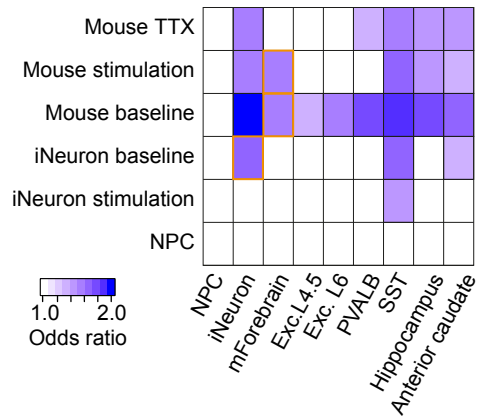 Mouse TTX
Mouse stimulation
Mouse baseline
iNeuron baseline
iNeuron stimulation
NPC
NPC
iNeuron
mForebrain
Exc.L4.5
Exc. L6
PVALB
SST
Hippocampus
Anterior caudate
1.0 2.0
Odds ratio